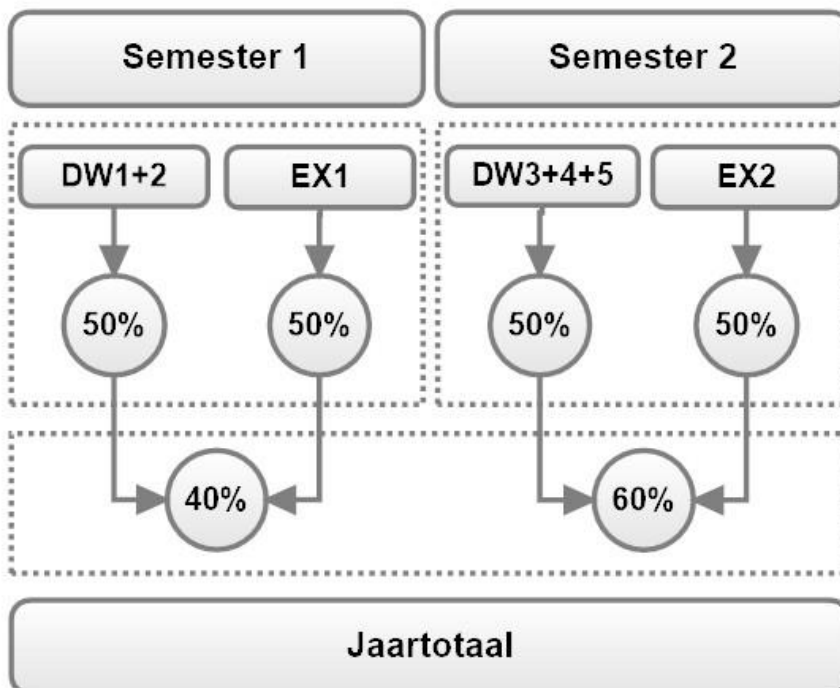 Semester 1
Semester 2
DW1+2
EX1
DW3+4+5
EX2
50%
50%
50%
50%
40%
60%
Jaartotaal